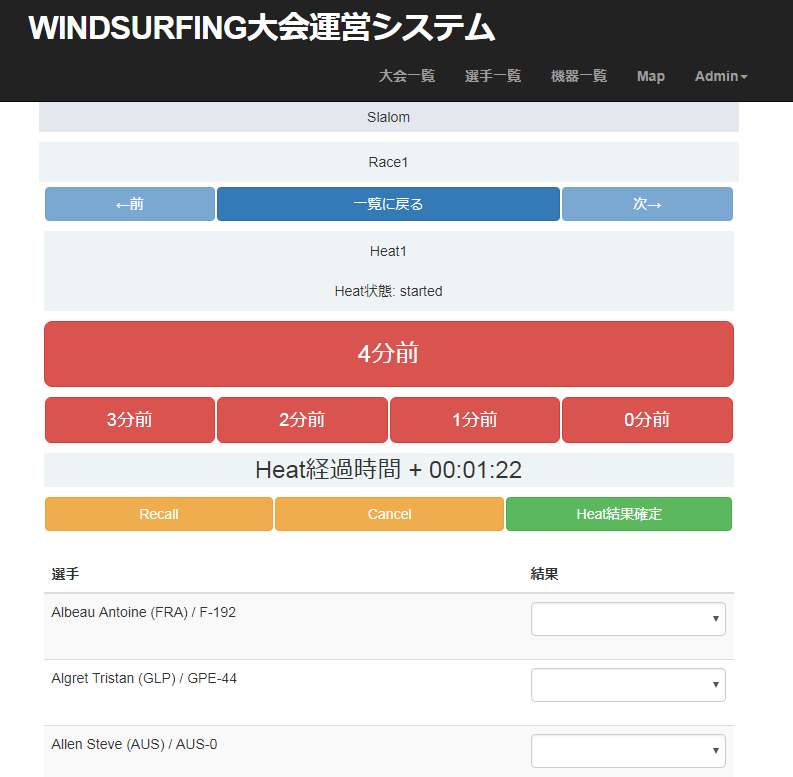 WINDSURFING大会運営システム
大会一覧 選手一覧 機器一覧 Map Admin
Slalom
Race1
←前 一覧に戻る 次→
Heat1
Heat状態: started
4分前
3分前 2分前 1分前 0分前
Heat経過時間 + 00:01:22
Recall Cancel Heat結果確定
選手 結果
Albeau Antoine (FRA) / F-192
Algret Tristan (GLP) / GPE-44
Allen Steve (AUS) / AUS-0